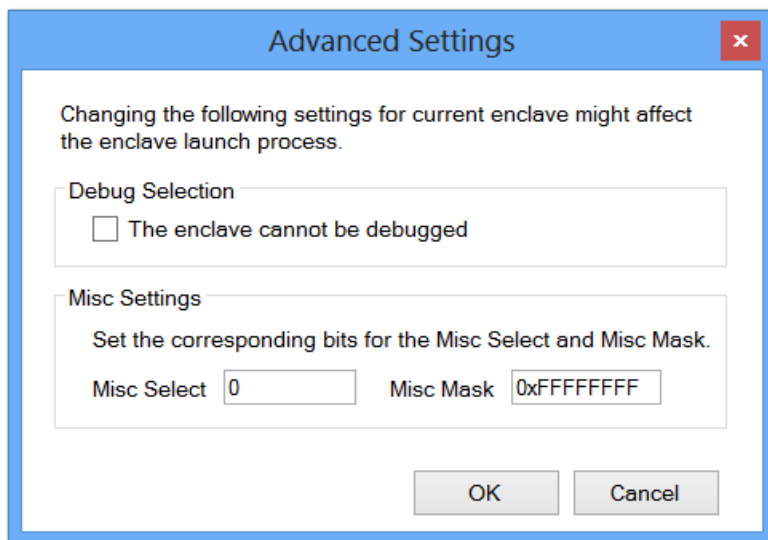 Advanced Settings
x
Changing the following settings for current enclave might affect
the enclave launch process.
Debug Selection
The enclave cannot be debugged
Misc Settings
Set the corresponding bits for the Misc Select and Misc Mask.
Misc Select 0 Misc Mask 0xFFFFFFFF
OK Cancel